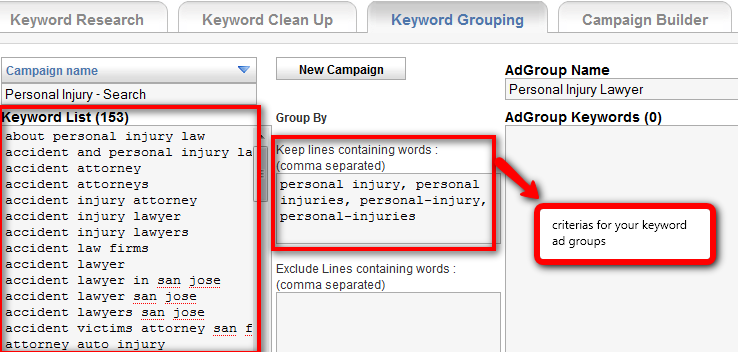 Keyword Research
Keyword Clean Up
Keyword Grouping
Campaign Builder
Campaign name
Personal Injury - Search
New Campaign
AdGroup Name
Personal Injury Lawyer
Keyword List (153)
about personal injury law
accident and personal injury la
accident attorney
accident attorneys
accident injury attorney
accident injury lawyer
accident injury lawyers
accident law firms
accident lawyer
accident lawyer in san jose
accident lawyer san jose
accident lawyers san jose
accident victims attorney san f
attorney auto injury
Group By
Keep lines containing words :
(comma separated)
personal injury, personal
injuries, personal-injury,
personal-injuries
Exclude Lines containing words :
(comma separated)
AdGroup Keywords (0)
criterias for your keyword
ad groups